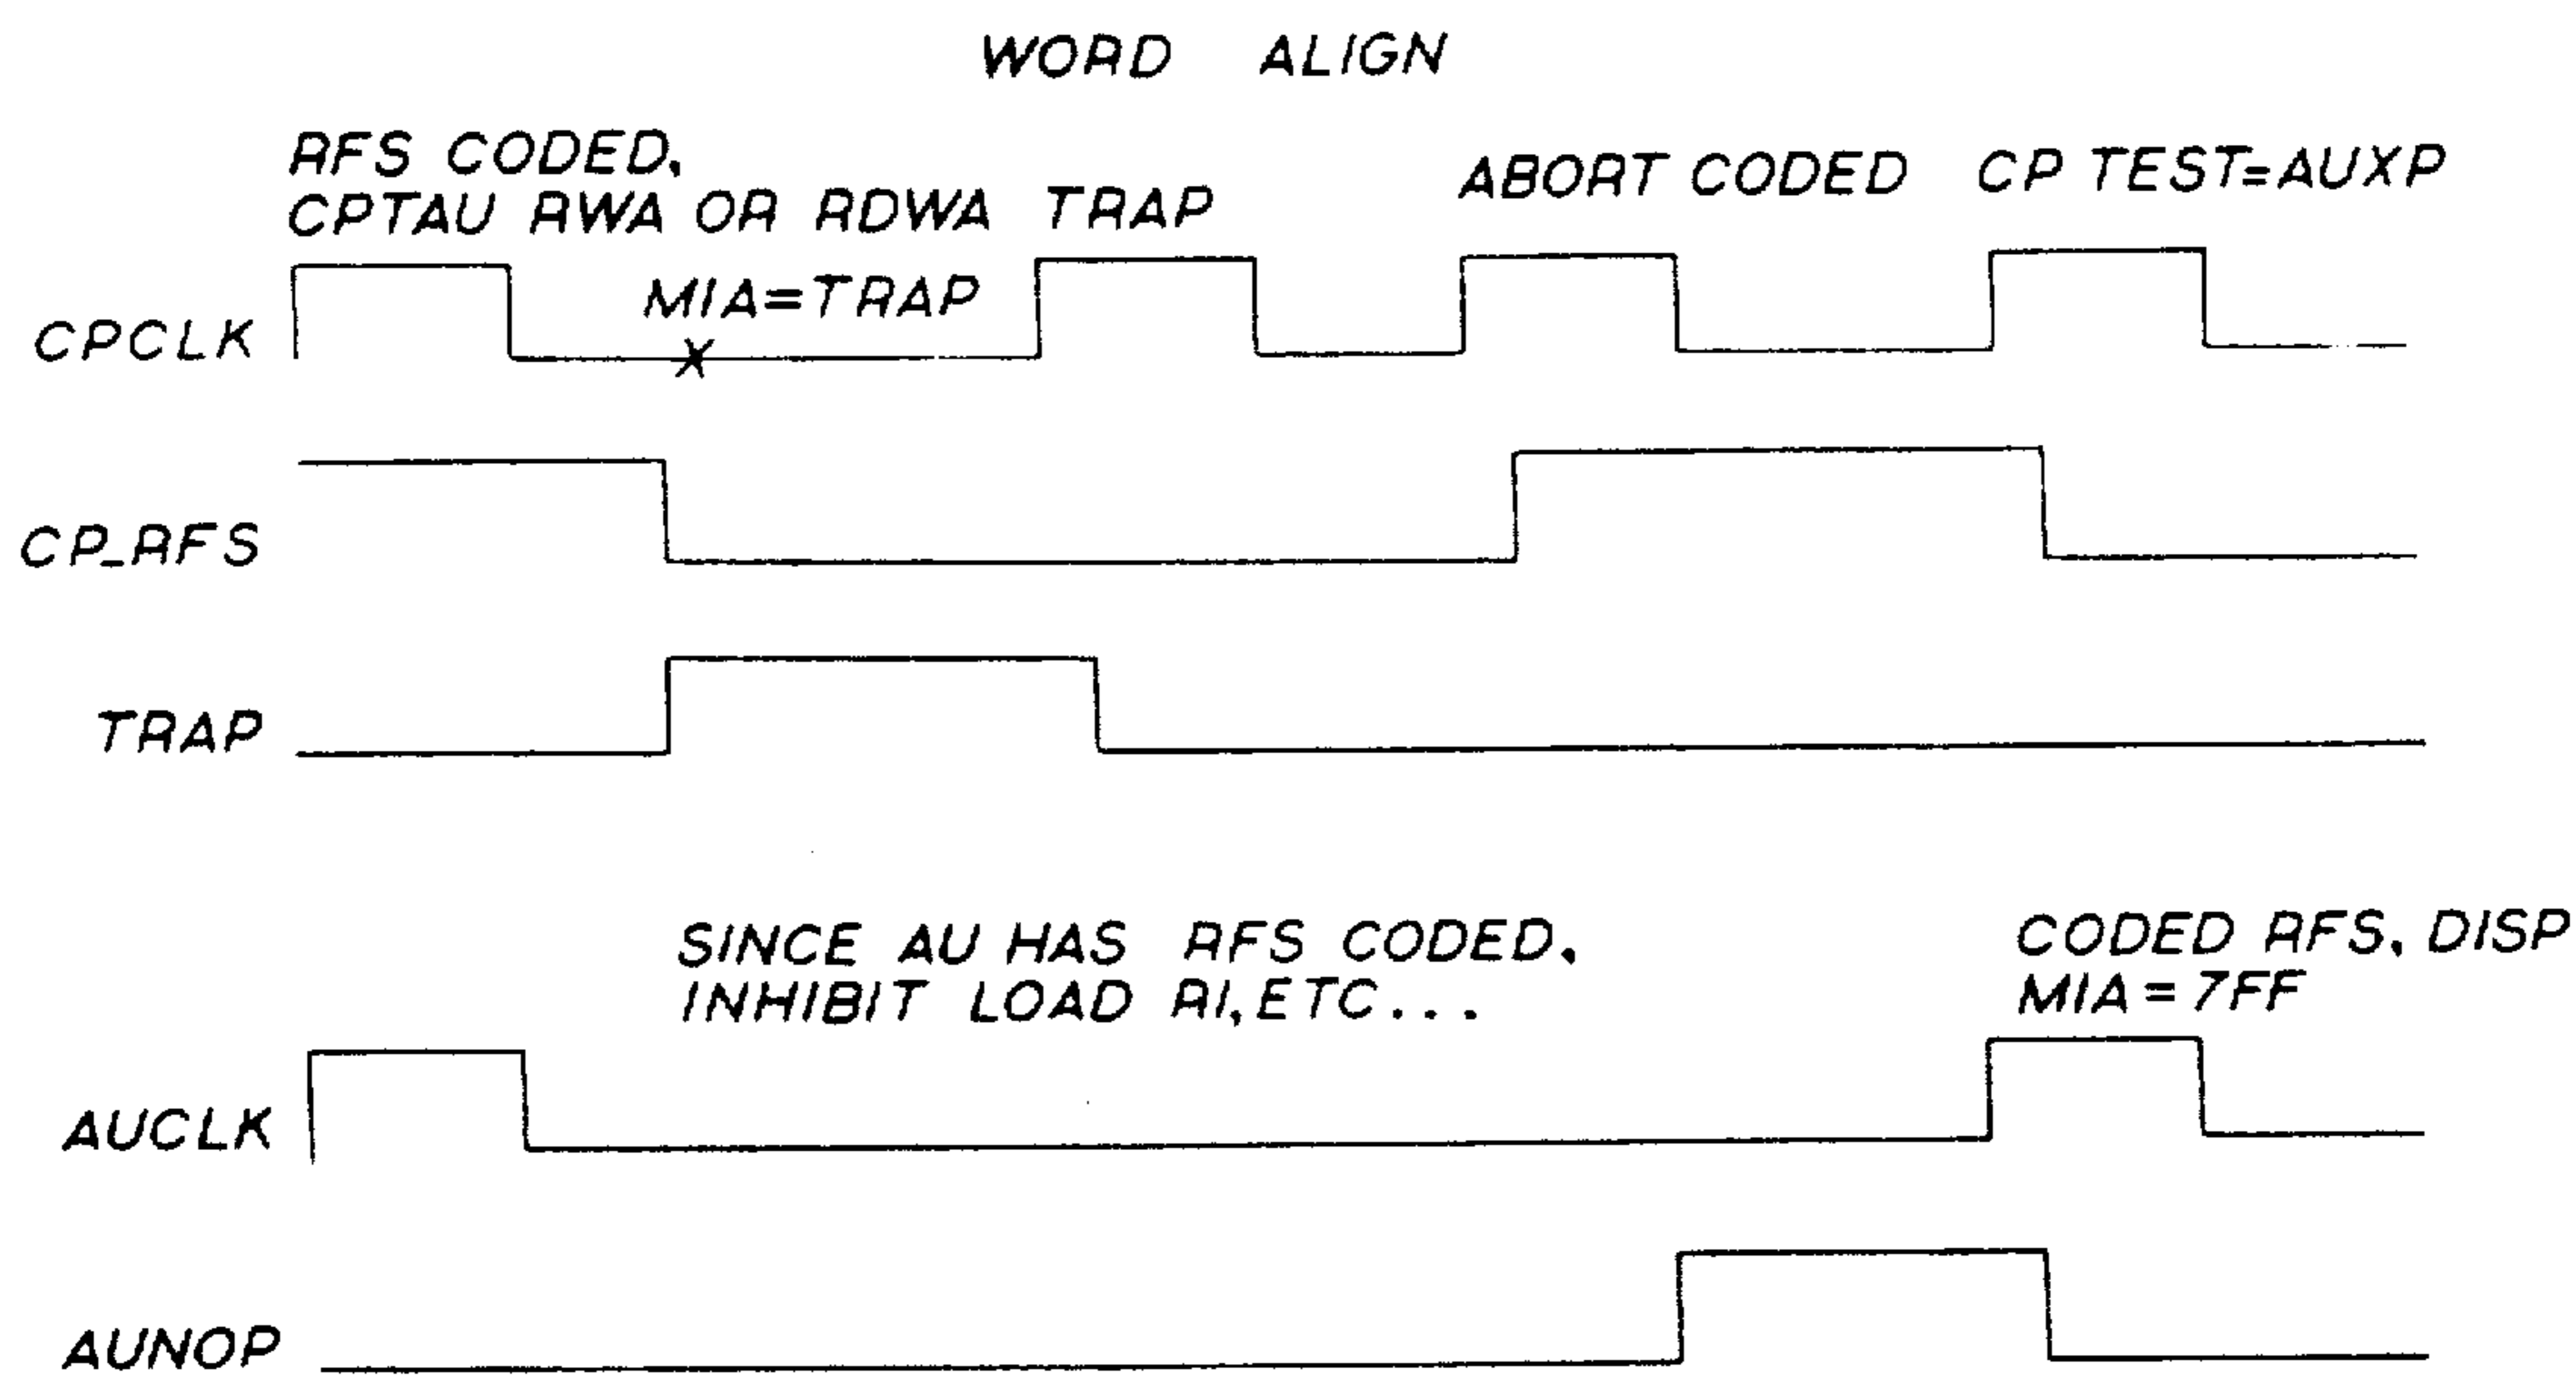 WORD ALIGN
RFS CODED,
CPTAU RWA OR RDWA TRAP
ABORT CODED
CP TEST=AUXP
MIA=TRAP
CPCLK
CP_RFS
TRAP
SINCE AU HAS RFS CODED,
INHIBIT LOAD RI,ETC...
CODED RFS, DISP
MIA=7FF
AUCLK
AUNOP